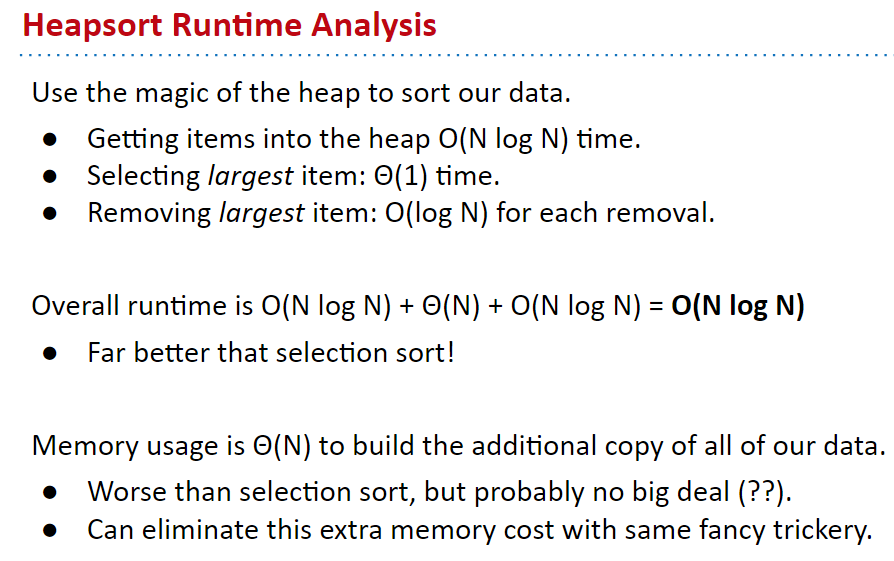 Heapsort Runtime Analysis
Use the magic of the heap to sort our data.
● Getting items into the heap O(N log N) time.
● Selecting largest item: Θ(1) time.
● Removing largest item: O(log N) for each removal.
Overall runtime is O(N log N) + Θ(N) + O(N log N) = O(N log N)
● Far better that selection sort!
Memory usage is Θ(N) to build the additional copy of all of our data.
● Worse than selection sort, but probably no big deal (??).
● Can eliminate this extra memory cost with same fancy trickery.